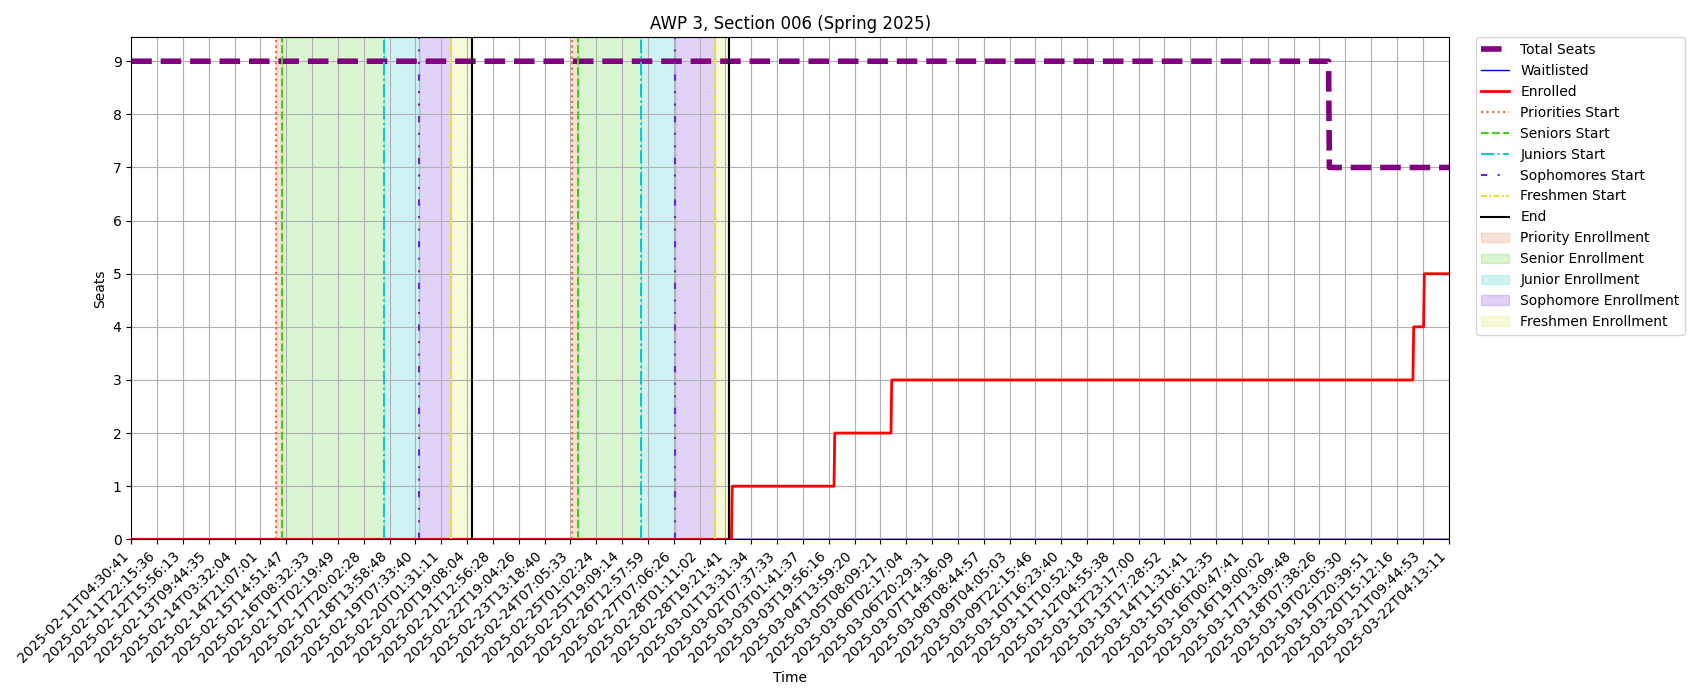 AWP 3, Section 006 (Spring 2025)
Seats
9
8
7
6
5
4
3
2
1
0
2025-02-11T04:30:41
2025-02-11T22:15:36
2025-02-12T15:56:13
2025-02-13T09:44:35
2025-02-14T03:32:04
2025-02-14T21:07:01
2025-02-15T14:51:47
2025-02-16T08:32:33
2025-02-17T02:19:49
2025-02-17T20:02:28
2025-02-18T13:58:48
2025-02-19T07:33:40
2025-02-20T01:31:11
2025-02-20T19:08:04
2025-02-21T12:56:28
2025-02-22T19:04:26
2025-02-23T13:18:40
2025-02-24T07:05:33
2025-02-25T01:02:24
2025-02-25T19:09:14
2025-02-26T12:57:59
2025-02-27T07:06:26
2025-02-28T01:11:02
2025-02-28T19:21:41
2025-03-01T13:31:34
2025-03-02T07:37:33
2025-03-03T01:41:37
2025-03-03T19:56:16
2025-03-04T13:59:20
2025-03-05T08:09:21
2025-03-06T02:17:04
2025-03-06T20:29:31
2025-03-07T14:36:09
2025-03-08T08:44:57
2025-03-09T04:05:03
2025-03-09T22:15:46
2025-03-10T16:23:40
2025-03-11T10:52:18
2025-03-12T04:55:38
2025-03-12T23:17:00
2025-03-13T17:28:52
2025-03-14T11:31:41
2025-03-15T06:12:35
2025-03-16T00:47:41
2025-03-16T19:00:02
2025-03-17T13:09:48
2025-03-18T07:38:26
2025-03-19T02:05:30
2025-03-19T20:39:51
2025-03-20T15:12:16
2025-03-21T09:44:53
2025-03-22T04:13:11
Time
Total Seats
Waitlisted
Enrolled
Priorities Start
Seniors Start
Juniors Start
Sophomores Start
Freshmen Start
End
Priority Enrollment
Senior Enrollment
Junior Enrollment
Sophomore Enrollment
Freshmen Enrollment